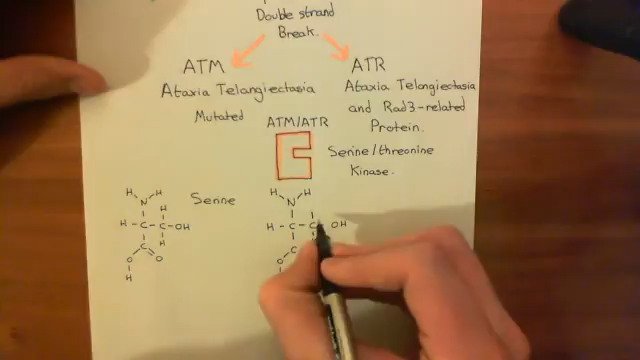 Double strand
Break.
ATM
ATR
Ataxia Telangiectasia
Mutated
Ataxia Telangiectasia
and Rad3-related
Protein.
ATM/ATR
Serine/threonine
Kinase.
Serine
H H
N
H
H - C - C - OH
H
C
O O
H
H H
N
H - C - C OH
C
O